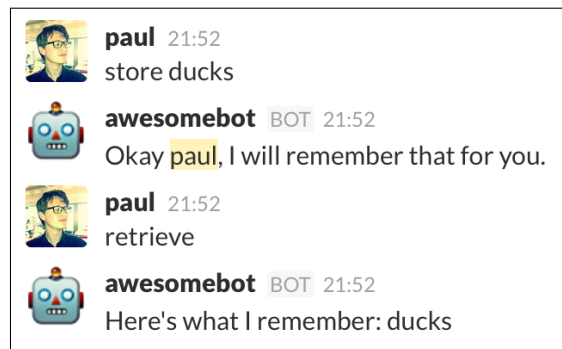 paul 21:52
store ducks
awesomebot BOT 21:52
Okay paul, I will remember that for you.
paul 21:52
retrieve
awesomebot BOT 21:52
Here's what I remember: ducks